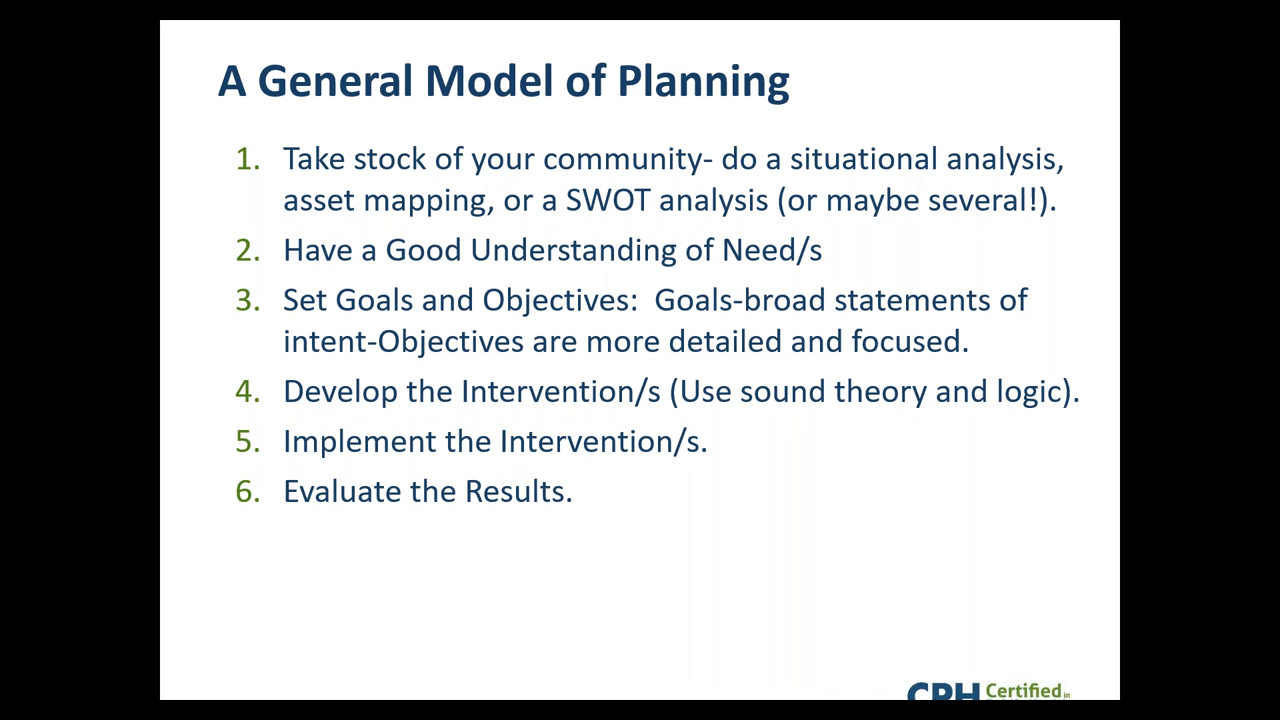 A General Model of Planning
1. Take stock of your community- do a situational analysis,
asset mapping, or a SWOT analysis (or maybe several!).
2. Have a Good Understanding of Need/s
3. Set Goals and Objectives:  Goals-broad statements of
intent-Objectives are more detailed and focused.
4. Develop the Intervention/s (Use sound theory and logic).
5. Implement the Intervention/s.
6. Evaluate the Results.
CPH Certified in